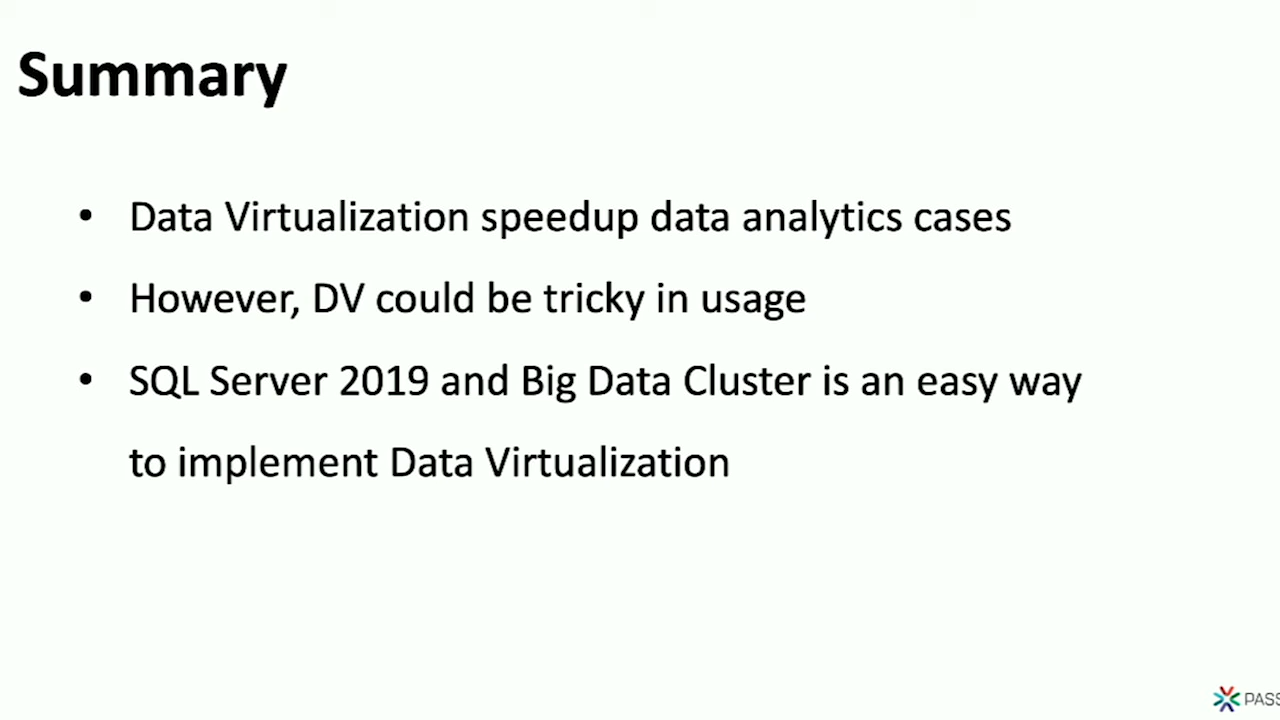 Summary
• Data Virtualization speedup data analytics cases
• However, DV could be tricky in usage
• SQL Server 2019 and Big Data Cluster is an easy way
to implement Data Virtualization
PASS